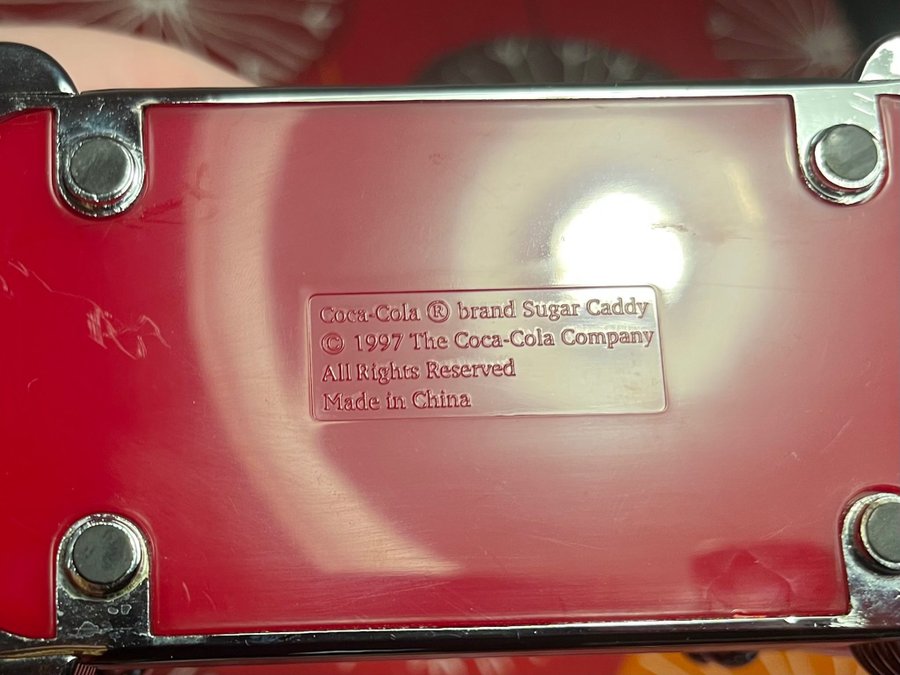 Coca-Cola ® brand Sugar Caddy
© 1997 The Coca-Cola Company
All Rights Reserved
Made in China